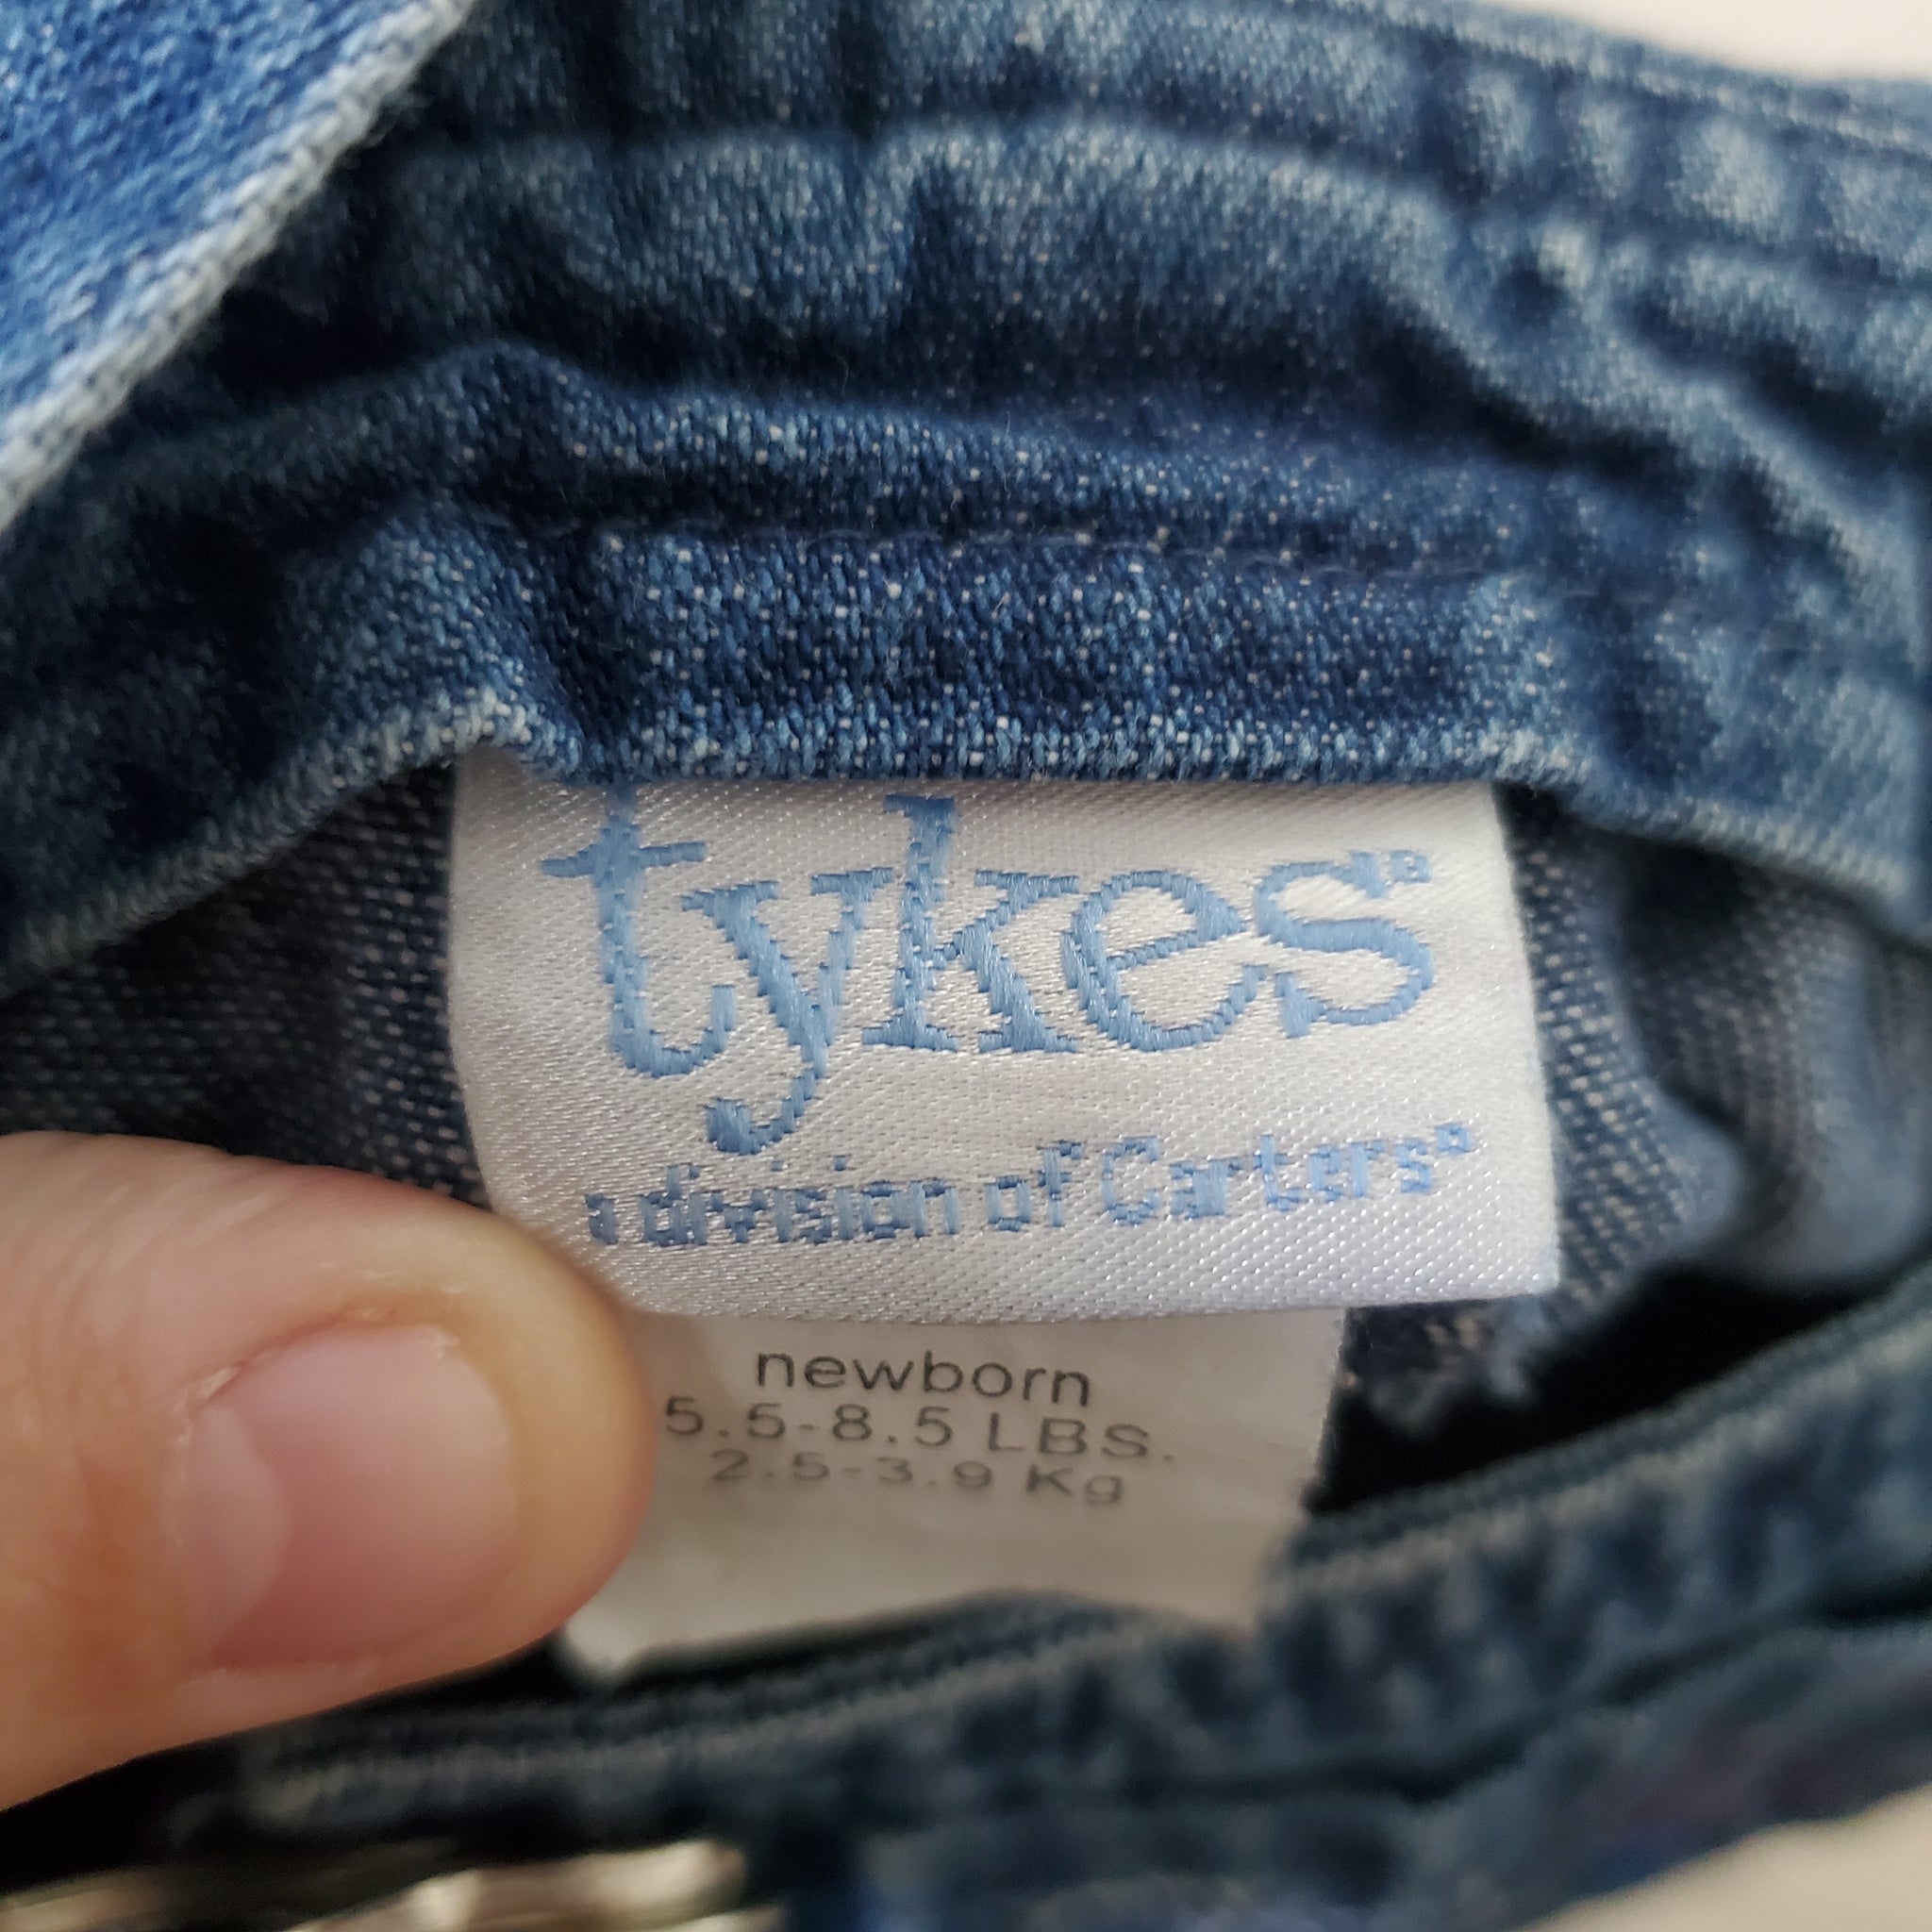 tykes®
a division of Carters®
newborn
5.5-8.5 LBS.
2.5-3.9 Kg